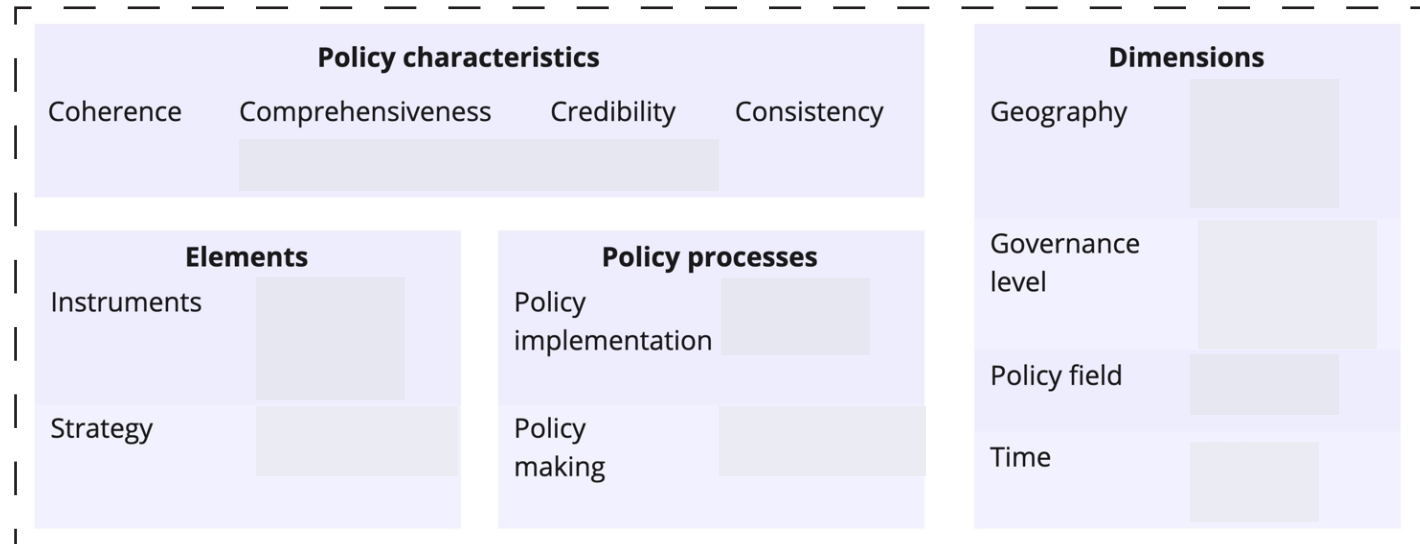 Policy characteristics
Coherence Comprehensiveness Credibility Consistency
Elements
Instruments
Strategy
Policy processes
Policy
implementation
Policy
making
Dimensions
Geography
Governance
level
Policy field
Time